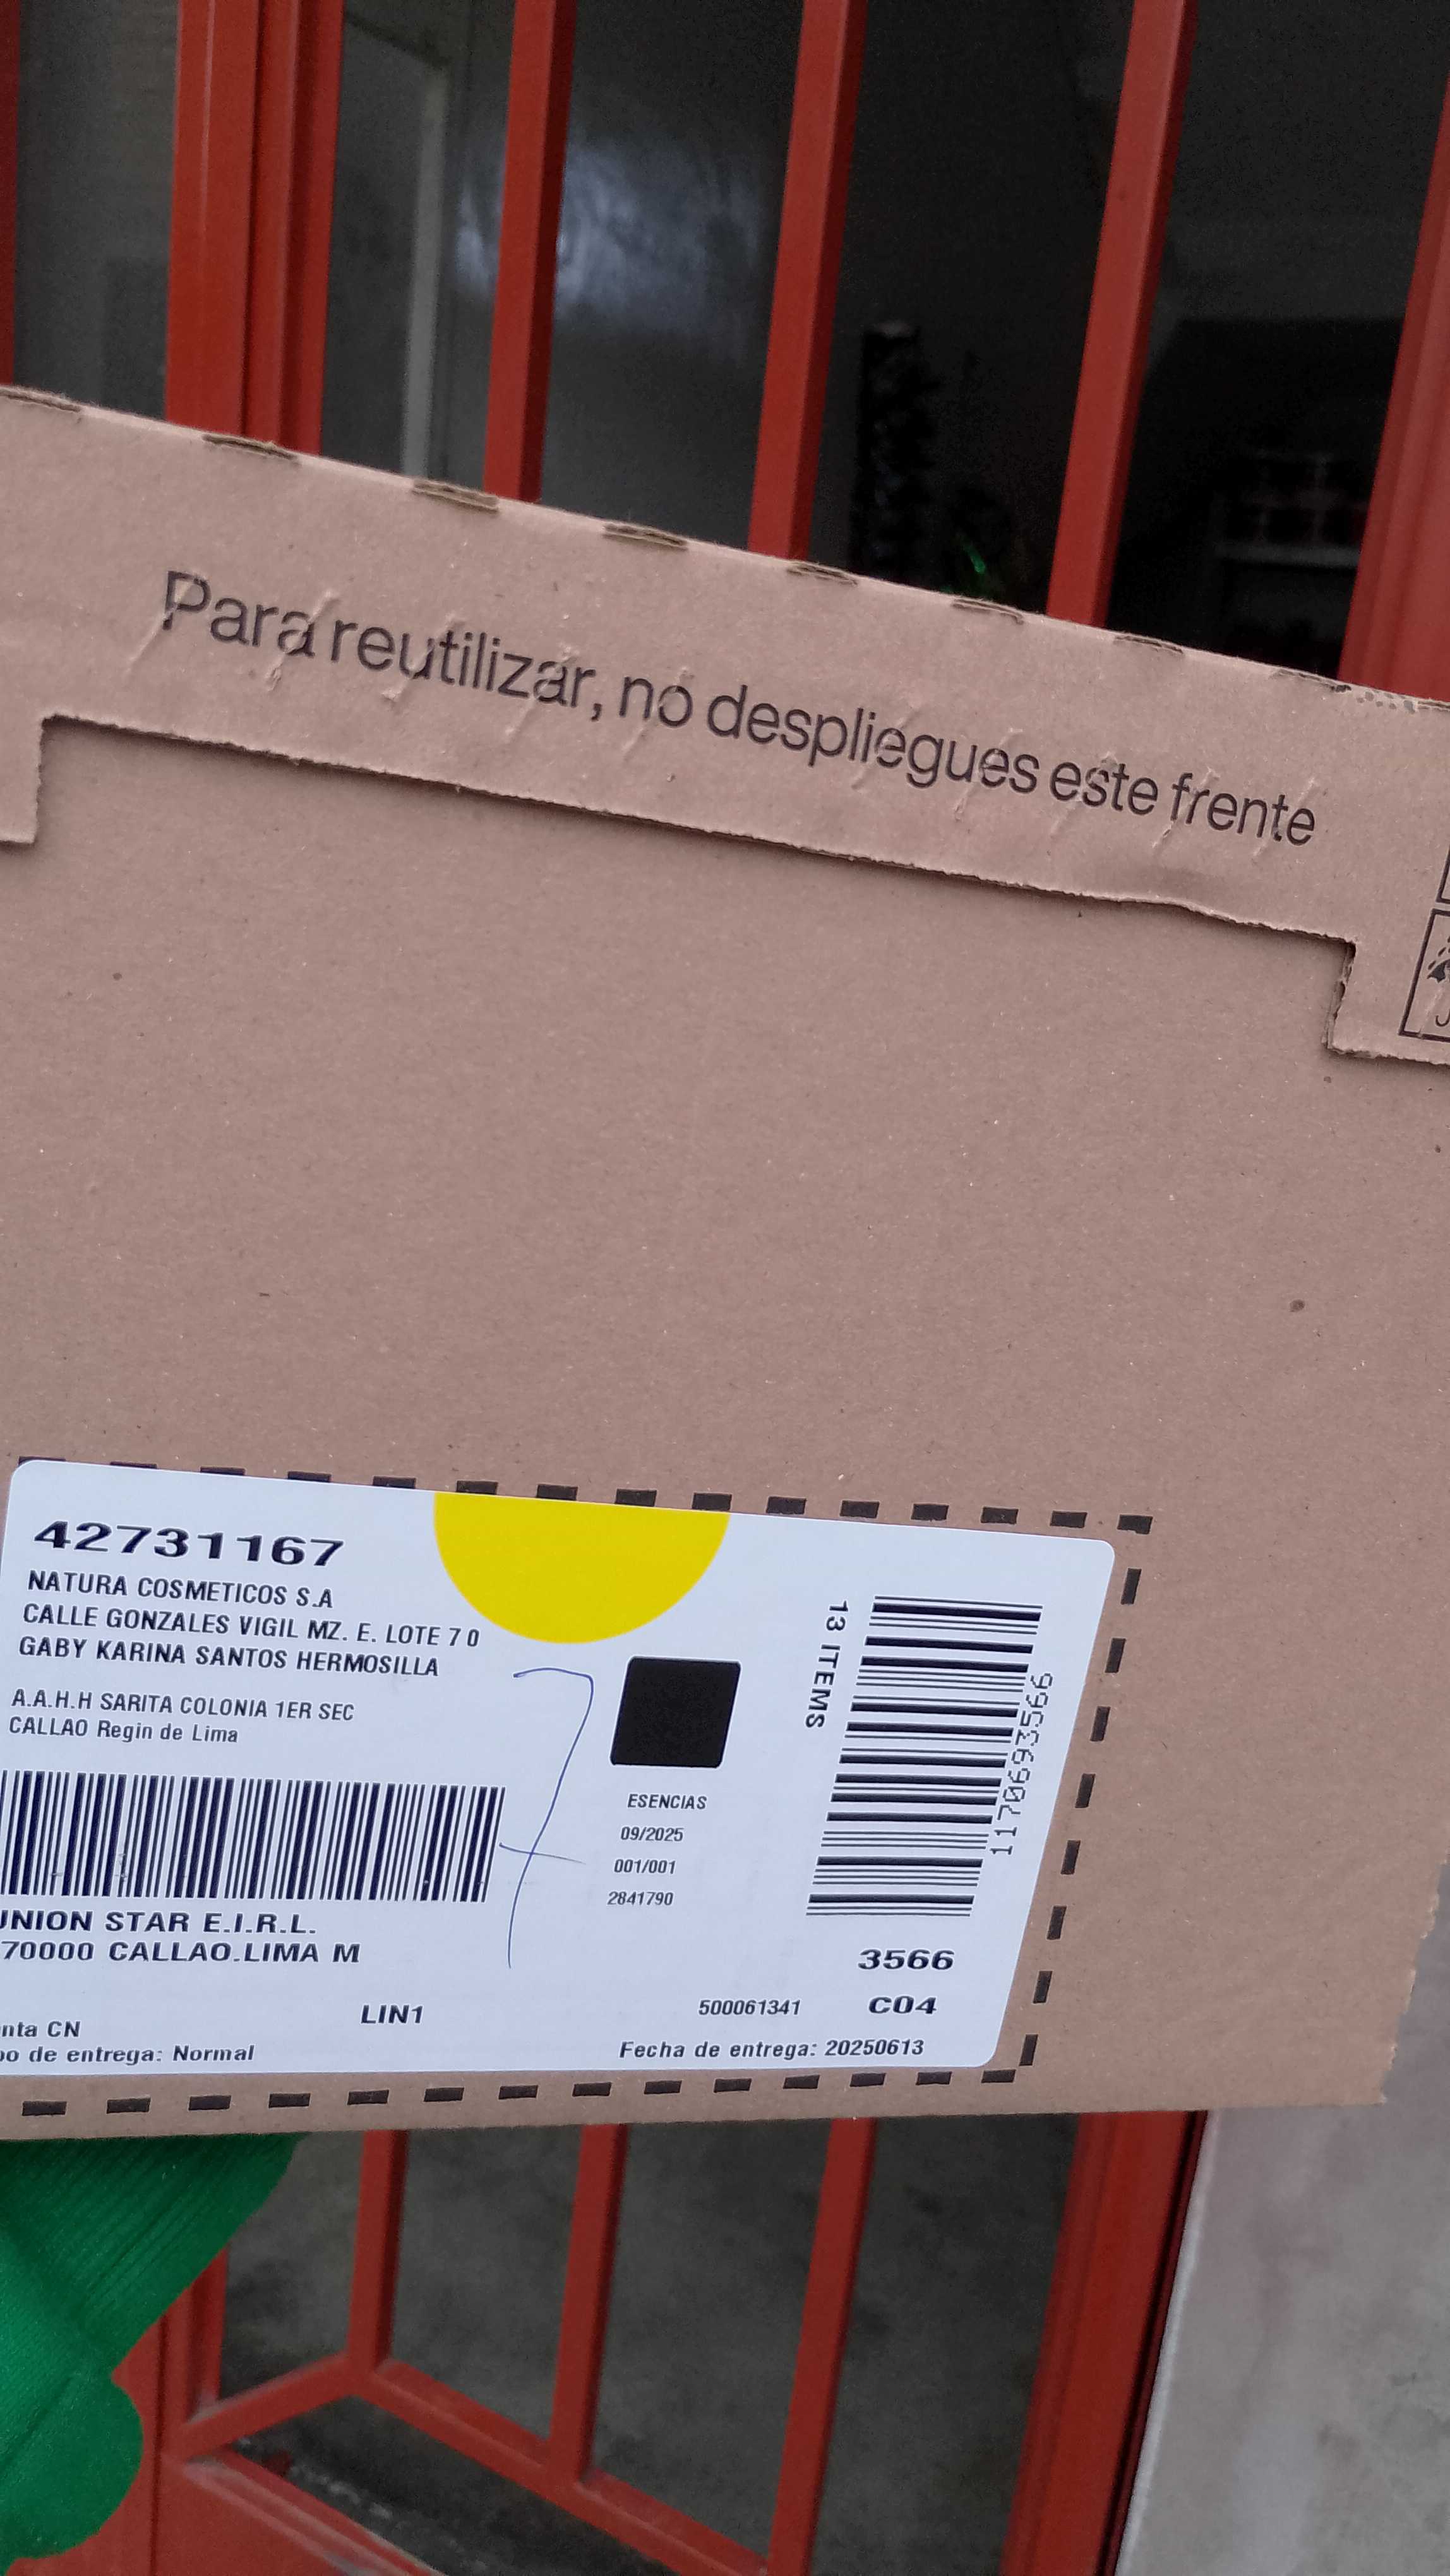 Para reutilizar, no despliegues este frente
42731167
NATURA COSMETICOS S.A
CALLE GONZALES VIGIL MZ. E. LOTE 7 0
GABY KARINA SANTOS HERMOSILLA
A.A.H.H SARITA COLONIA 1ER SEC
CALLAO Regin de Lima
UNION STAR E.I.R.L.
70000 CALLAO.LIMA M
LIN1
nta CN
po de entrega: Normal
7
ESENCIAS
09/2025
001/001
2841790
13 ITEMS
1170693566
3566
500061341
C04
Fecha de entrega: 20250613